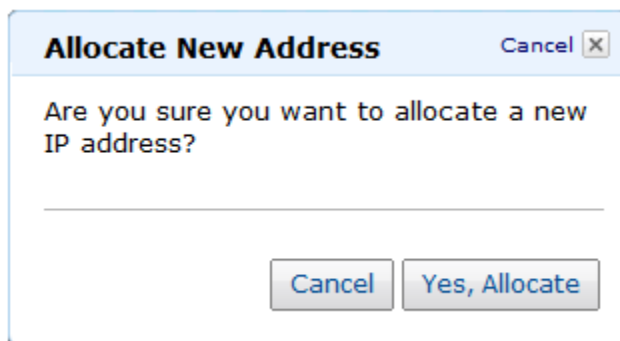 Allocate New Address
Cancel
Are you sure you want to allocate a new
IP address?
Cancel
Yes, Allocate